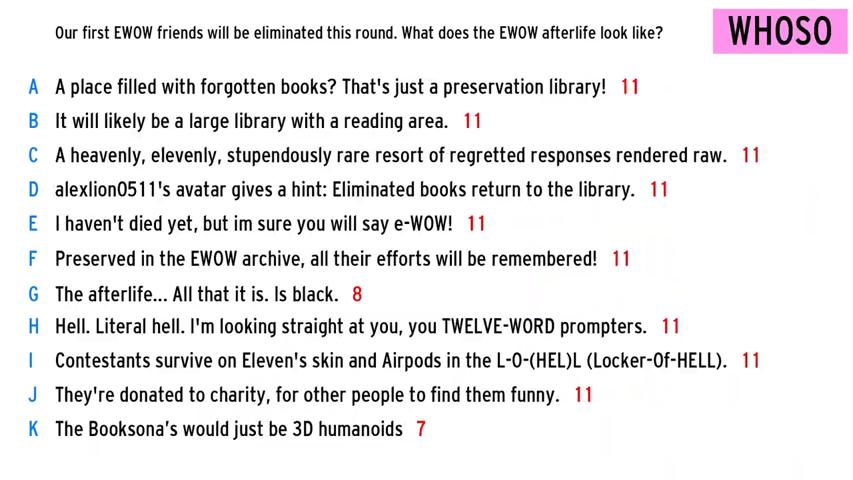 Our first EWOW friends will be eliminated this round. What does the EWOW afterlife look like?
WHOSO
A A place filled with forgotten books? That's just a preservation library! 11
B It will likely be a large library with a reading area. 11
C A heavenly, elevenly, stupendously rare resort of regretted responses rendered raw. 11
D alexlion0511's avatar gives a hint: Eliminated books return to the library. 11
E I haven't died yet, but im sure you will say e-WOW! 11
F Preserved in the EWOW archive, all their efforts will be remembered! 11
G The afterlife... All that it is. Is black. 8
H Hell. Literal hell. I'm looking straight at you, you TWELVE-WORD prompters. 11
I Contestants survive on Eleven's skin and Airpods in the L-O-(HEL)L (Locker-Of-HELL). 11
J They're donated to charity, for other people to find them funny. 11
K The Booksona’s would just be 3D humanoids 7